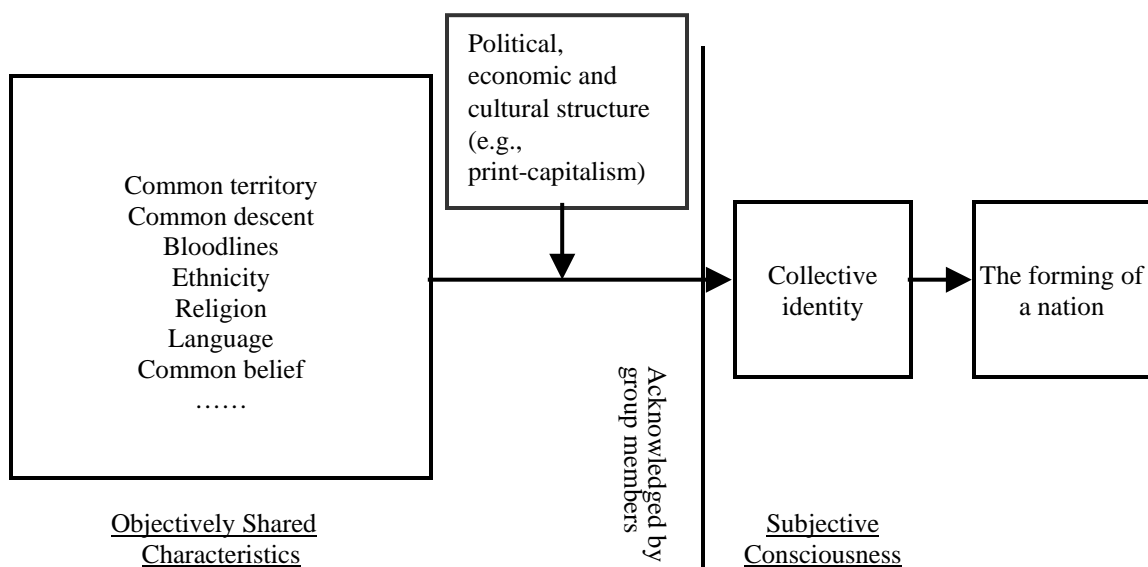 Political,
economic and
cultural structure
(e.g.,
print-capitalism)
Common territory
Common descent
Bloodlines
Ethnicity
Religion
Language
Common belief
……
Collective
identity
The forming of
a nation
Acknowledged by
group members
Objectively Shared
Characteristics
Subjective
Consciousness